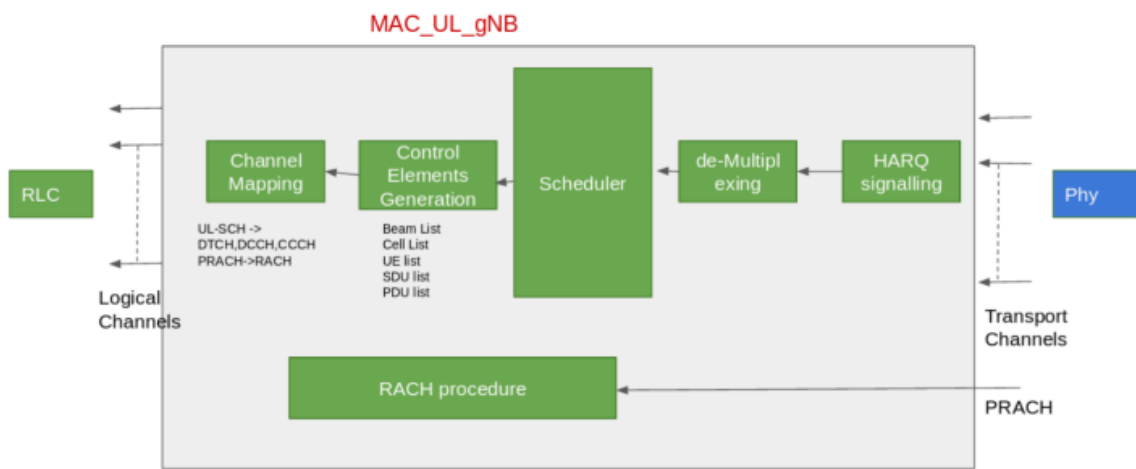 MAC_UL_gNB
RLC
Channel
Mapping
Control
Elements
Generation
Scheduler
de-Multipl
exing
HARQ
signalling
Phy
UL-SCH ->
DTCH,DCCH,CCCH
PRACH->RACH
Beam List
Cell List
UE list
SDU list
PDU list
Logical
Channels
Transport
Channels
RACH procedure
PRACH